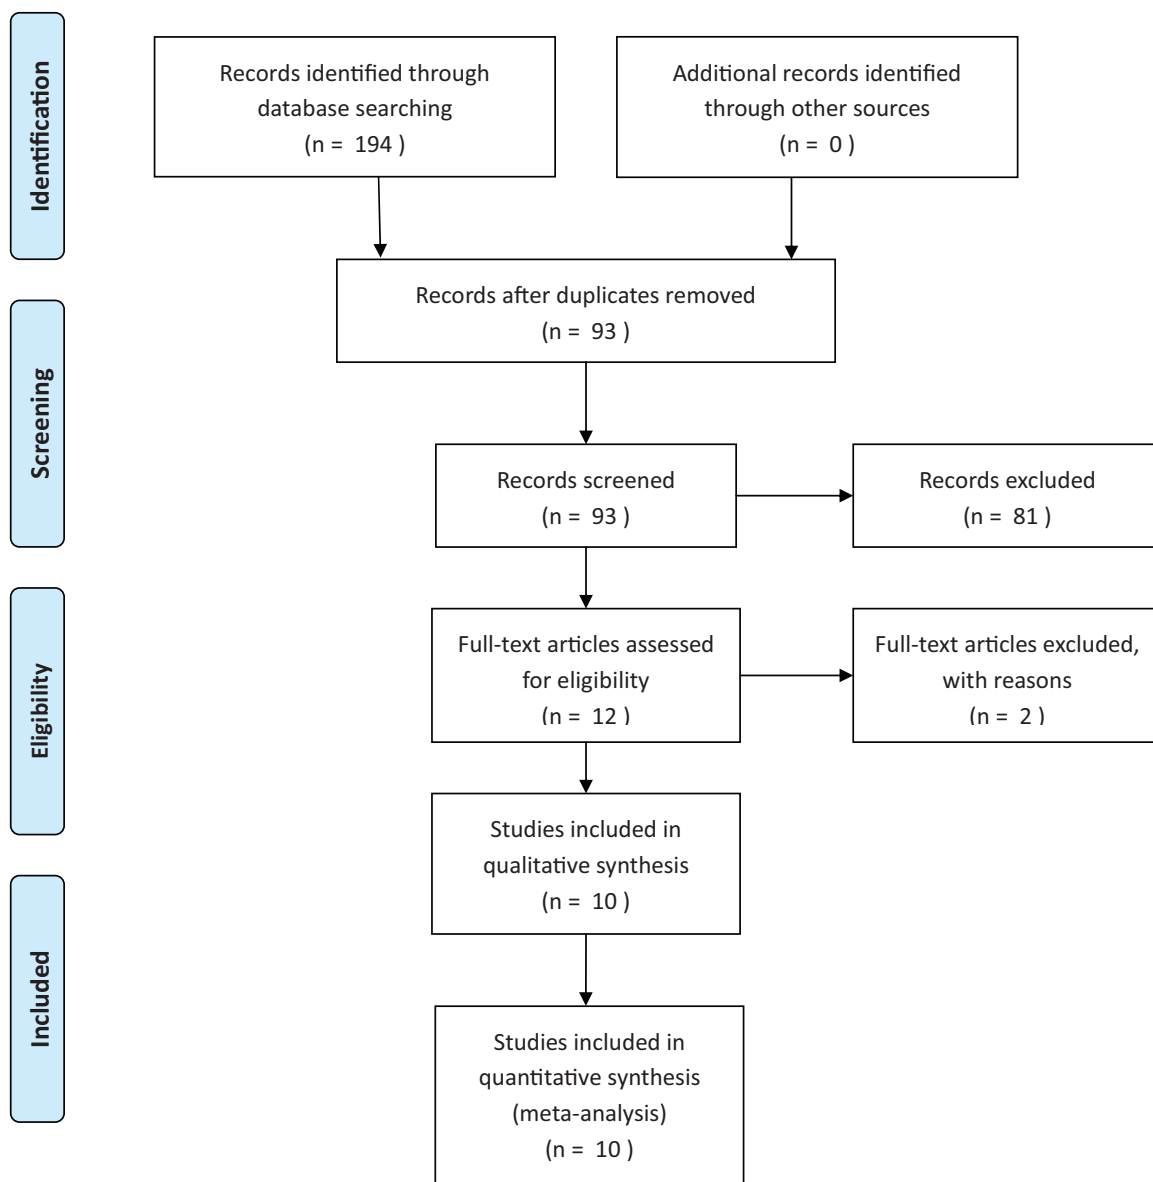 Identification
Records identified through
database searching
(n = 194 )
Additional records identified
through other sources
(n = 0 )
Records after duplicates removed
(n = 93 )
Screening
Records screened
(n = 93 )
Records excluded
(n = 81 )
Eligibility
Full-text articles assessed
for eligibility
(n = 12 )
Full-text articles excluded,
with reasons
(n = 2 )
Studies included in
qualitative synthesis
(n = 10 )
Included
Studies included in
quantitative synthesis
(meta-analysis)
(n = 10 )